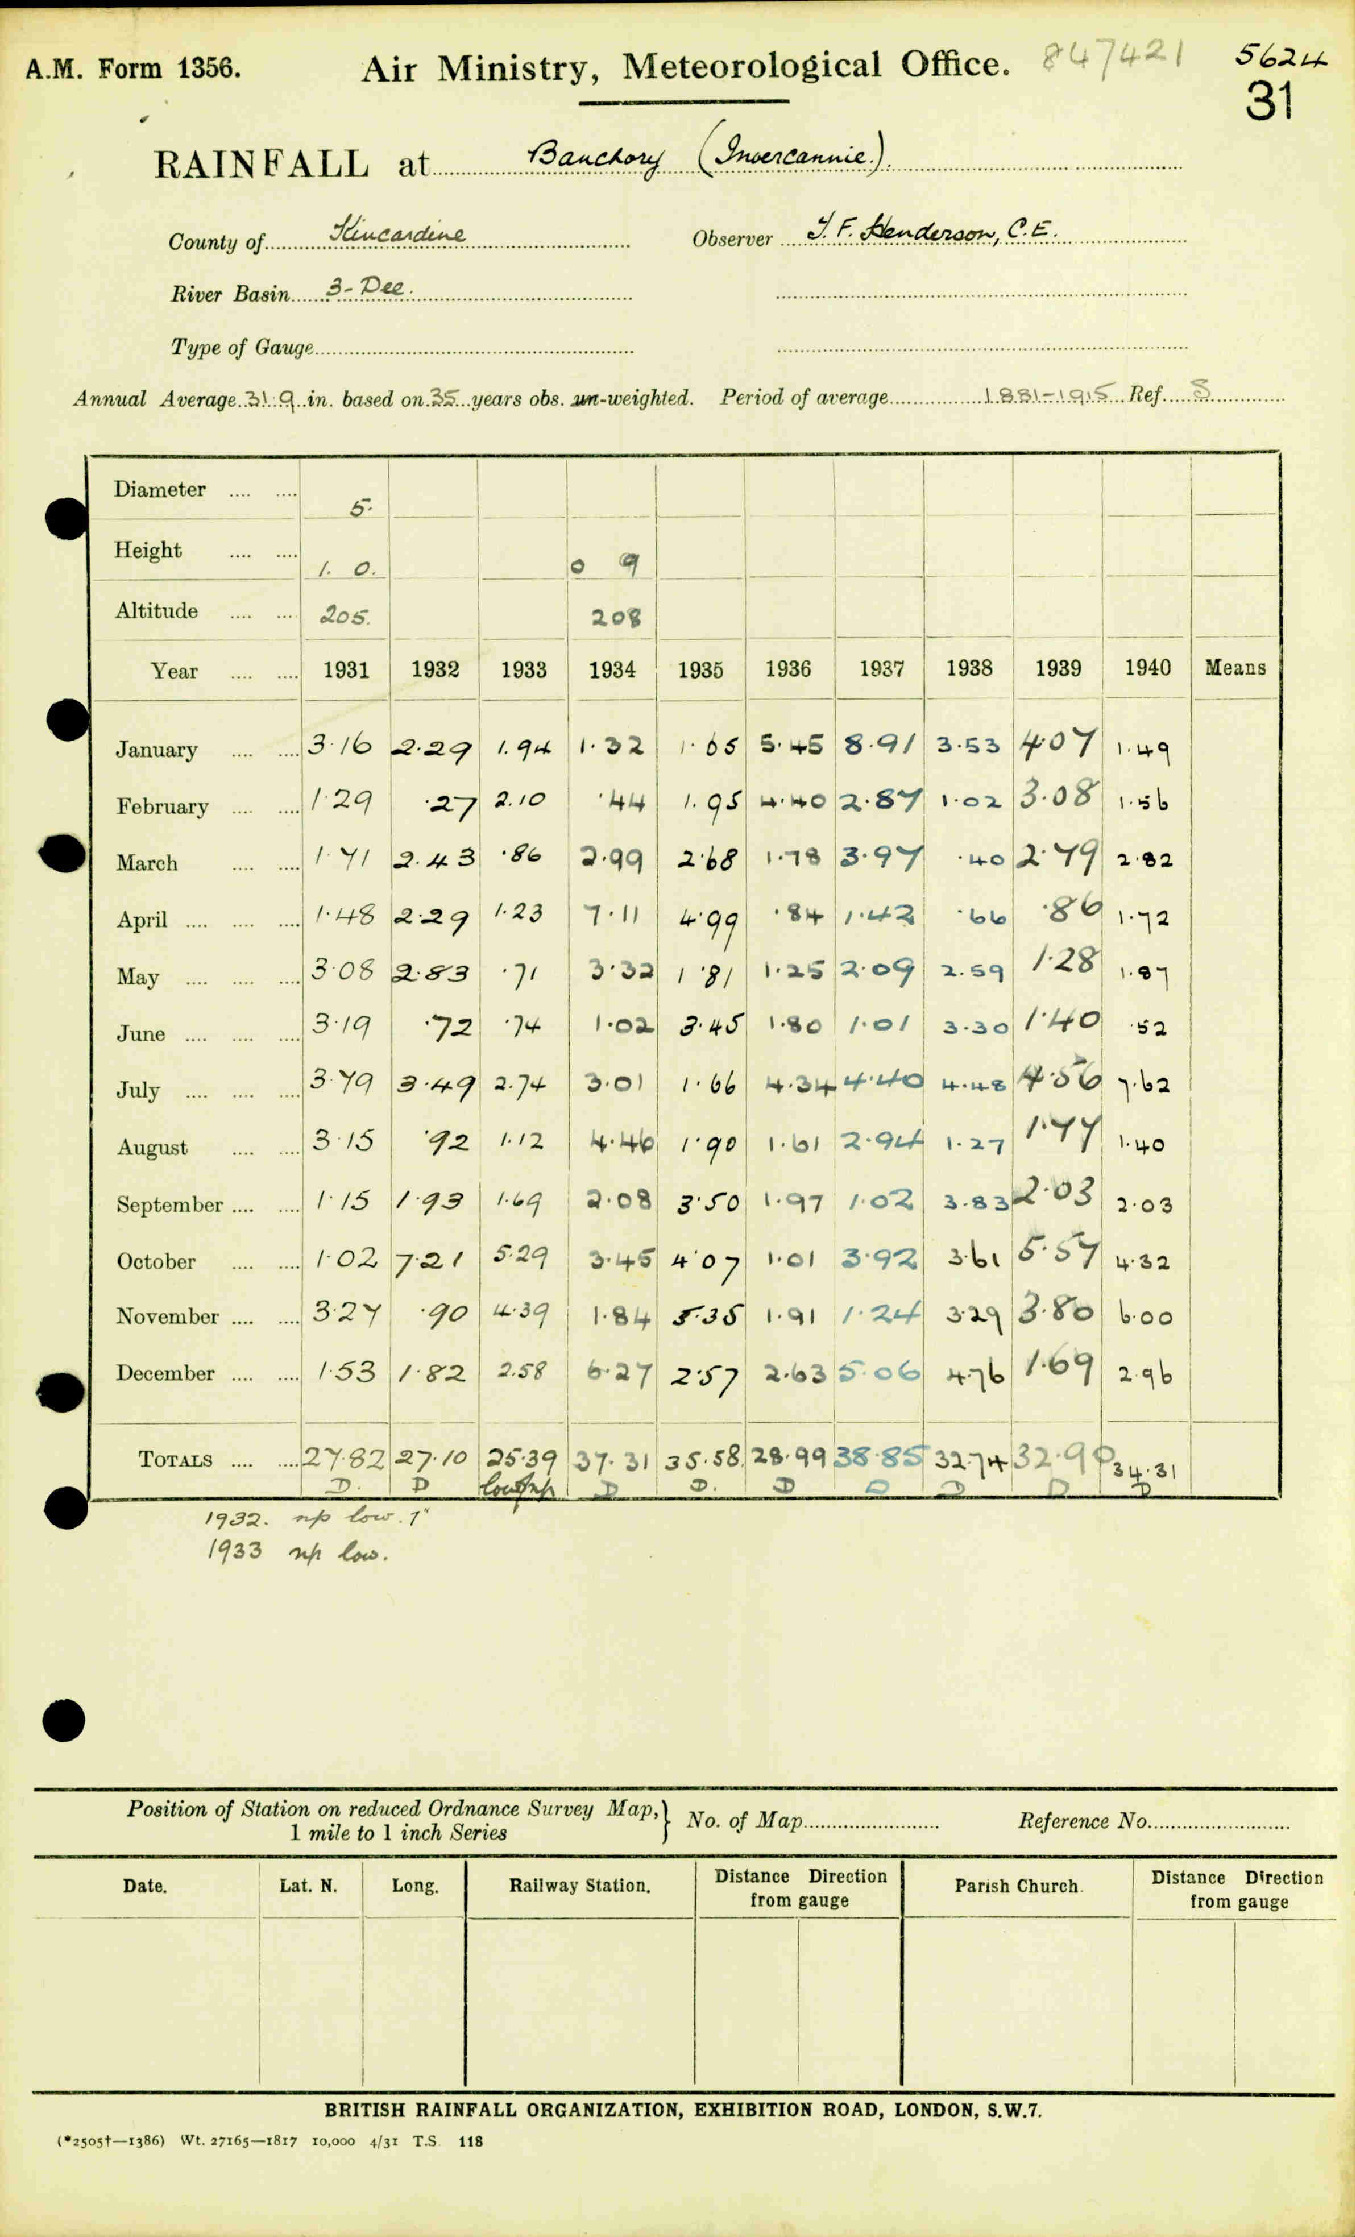 A.M. Form 1356. Air Ministry, Meteorological Office. 847421 5624
31
RAINFALL at Banchory (Invercannie.)
County of Kincardine Observer T. F. Henderson, C.E.
River Basin 3-Dee.
Type of Gauge
Annual Average 31.9 in. based on 35 years obs. un-weighted. Period of average 1881-1915 Ref. S
Diameter 5.
Height 1. 0. 0 9
Altitude 205. 208
Year 1931 1932 1933 1934 1935 1936 1937 1938 1939 1940 Means
January 3.16 2.29 1.94 1.32 1.65 5.45 8.91 3.53 4.07 1.49
February 1.29 .27 2.10 .44 1.95 4.40 2.87 1.02 3.08 1.56
March 1.71 2.43 .86 2.99 2.68 1.78 3.97 .40 2.79 2.82
April 1.48 2.29 1.23 7.11 4.99 .84 1.42 .66 .86 1.72
May 3.08 2.83 .71 3.32 1.81 1.25 2.09 2.59 1.28 1.87
June 3.19 .72 .74 1.02 3.45 1.80 1.01 3.30 1.40 .52
July 3.79 3.49 2.74 3.01 1.66 4.34 4.40 4.48 4.56 7.62
August 3.15 .92 1.12 4.46 1.90 1.61 2.94 1.27 1.77 1.40
September 1.15 1.93 1.69 2.08 3.50 1.97 1.02 3.83 2.03 2.03
October 1.02 7.21 5.29 3.45 4.07 1.01 3.92 3.61 5.57 4.32
November 3.27 .90 4.39 1.84 5.35 1.91 1.24 3.29 3.80 6.00
December 1.53 1.82 2.58 6.27 2.57 2.63 5.06 4.76 1.69 2.96
TOTALS 27.82 27.10 25.39 37.31 35.58 28.99 38.85 32.74 32.90 34.31
D. D low D D. D D D D D
1932. np low. 1"
1933 np low.
Position of Station on reduced Ordnance Survey Map, No. of Map Reference No.
1 mile to 1 inch Series
Date. Lat. N. Long. Railway Station. Distance Direction from gauge Parish Church. Distance Direction from gauge
BRITISH RAINFALL ORGANIZATION, EXHIBITION ROAD, LONDON, S.W.7.
(*2505†—1386) Wt. 27165—1817 10,000 4/31 T.S. 118